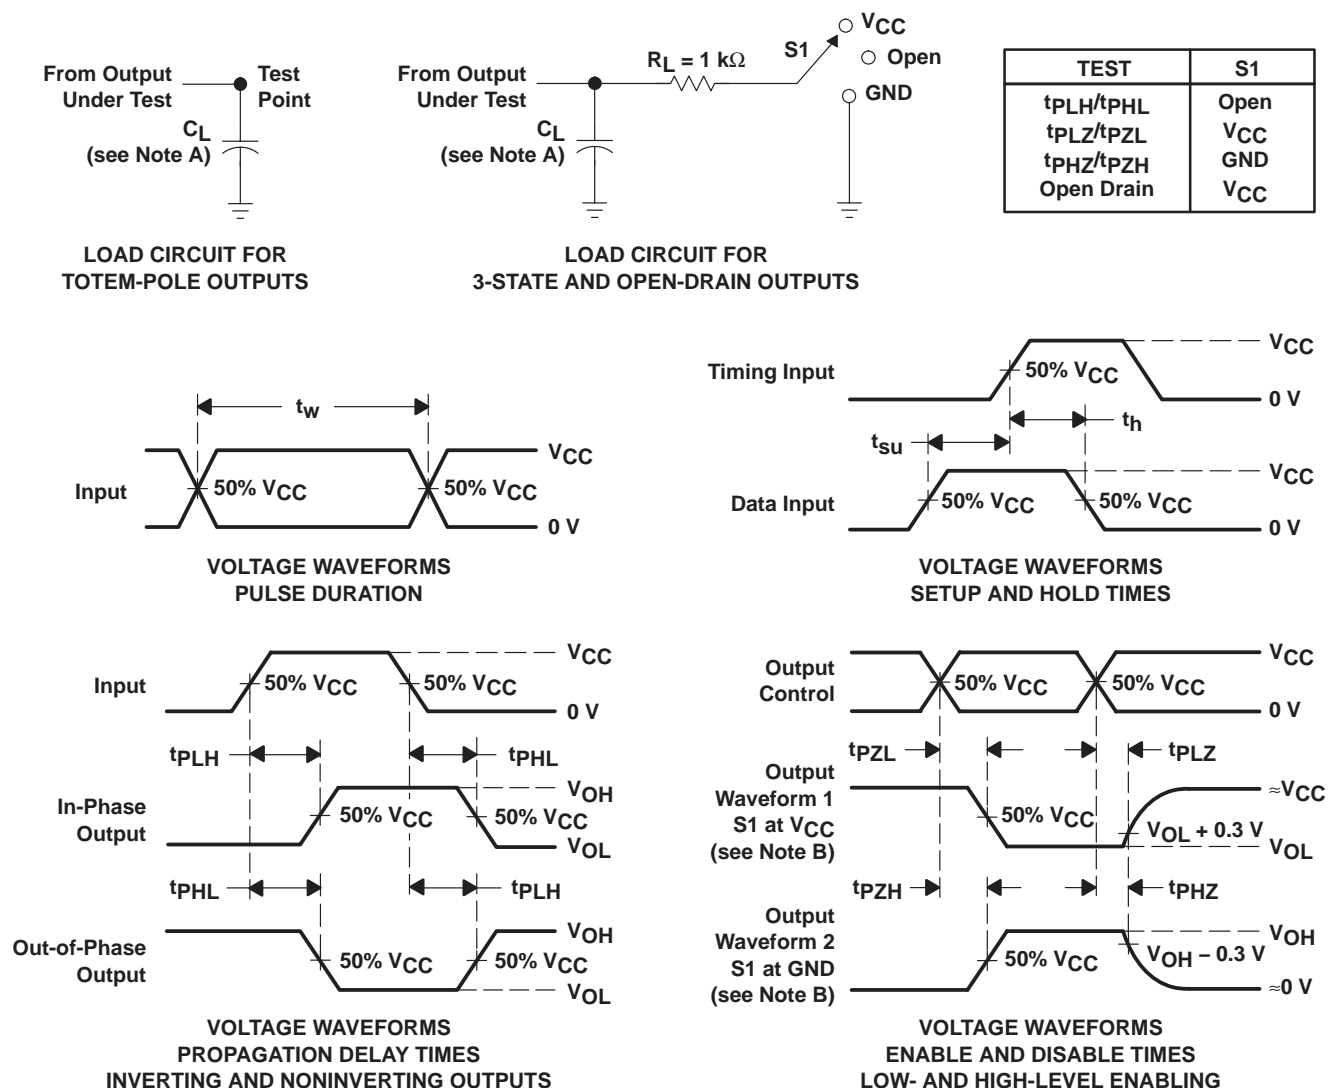 From Output
Under Test
Test
Point
CL
(see Note A)
LOAD CIRCUIT FOR
TOTEM-POLE OUTPUTS
From Output
Under Test
RL = 1 kΩ
S1
VCC
Open
GND
CL
(see Note A)
LOAD CIRCUIT FOR
3-STATE AND OPEN-DRAIN OUTPUTS
TEST S1
tPLH/tPHL Open
tPLZ/tPZL VCC
tPHZ/tPZH GND
Open Drain VCC
tw
Input
VCC
50% VCC
50% VCC
0 V
VOLTAGE WAVEFORMS
PULSE DURATION
Timing Input
VCC
50% VCC
0 V
th
tsu
Data Input
VCC
50% VCC
50% VCC
0 V
VOLTAGE WAVEFORMS
SETUP AND HOLD TIMES
Input
VCC
50% VCC
50% VCC
0 V
tPLH
tPHL
In-Phase
Output
VOH
50% VCC
50% VCC
VOL
tPHL
tPLH
Out-of-Phase
Output
VOH
50% VCC
50% VCC
VOL
VOLTAGE WAVEFORMS
PROPAGATION DELAY TIMES
INVERTING AND NONINVERTING OUTPUTS
Output
Control
VCC
50% VCC
50% VCC
0 V
tPZL
tPLZ
Output
Waveform 1
S1 at VCC
(see Note B)
≈VCC
50% VCC
VOL + 0.3 V
VOL
tPZH
tPHZ
Output
Waveform 2
S1 at GND
(see Note B)
VOH
50% VCC
VOH − 0.3 V
≈0 V
VOLTAGE WAVEFORMS
ENABLE AND DISABLE TIMES
LOW- AND HIGH-LEVEL ENABLING